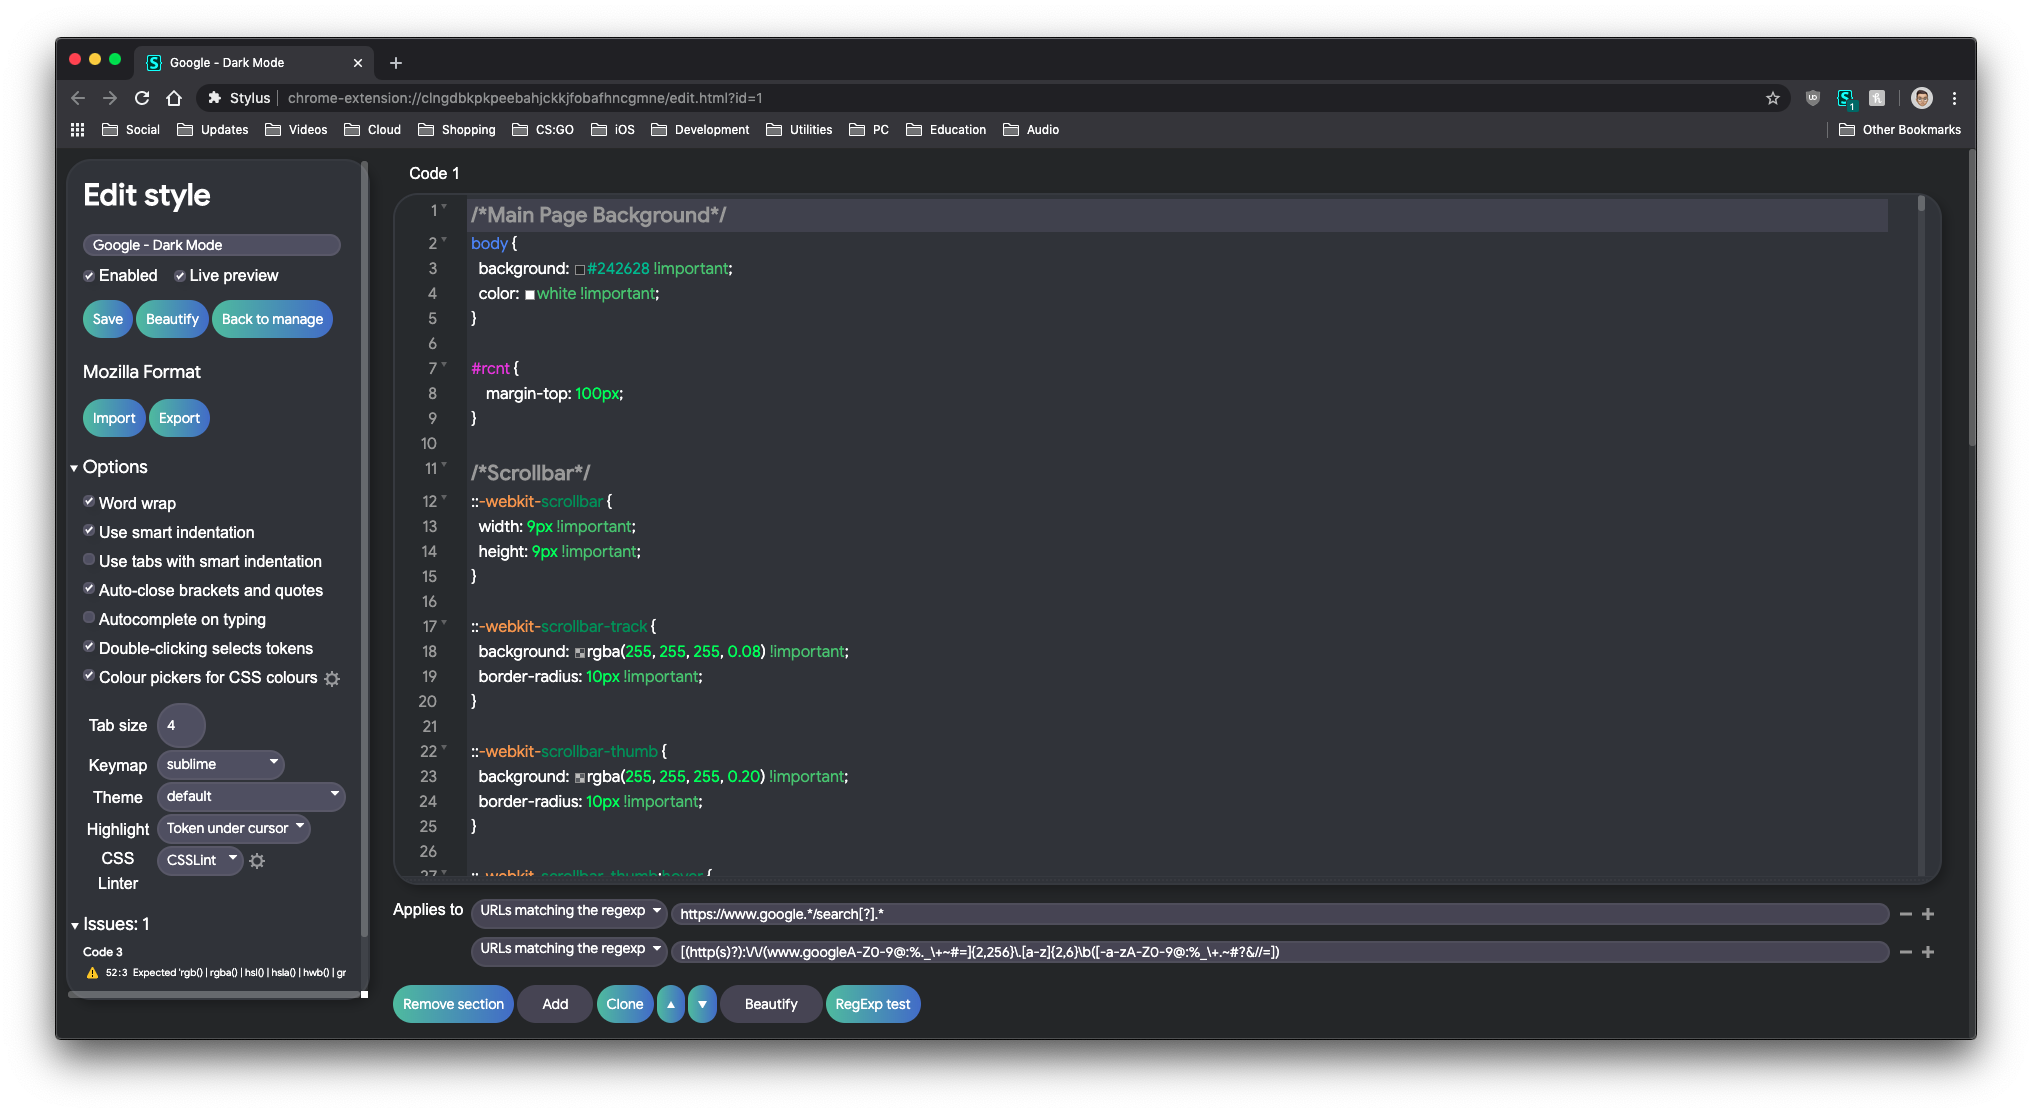 Google - Dark Mode
Stylus chrome-extension://clngdbkpkpeebahjckkjfobafhncgmne/edit.html?id=1
1
Social Updates Videos Cloud Shopping CS:GO iOS Development Utilities PC Education Audio Other Bookmarks
Edit style
Google - Dark Mode
Enabled Live preview
Save Beautify Back to manage
Mozilla Format
Import Export
Options
Word wrap
Use smart indentation
Use tabs with smart indentation
Auto-close brackets and quotes
Autocomplete on typing
Double-clicking selects tokens
Colour pickers for CSS colours
Tab size 4
Keymap sublime
Theme default
Highlight Token under cursor
CSS Linter CSSLint
Issues: 1
Code 3
52:3 Expected 'rgb() | rgba() | hsl() | hsla() | hwb() | gr
Code 1
1 /*Main Page Background*/
2 body {
3 background: #242628 !important;
4 color: white !important;
5 }
6
7 #rcnt {
8 margin-top: 100px;
9 }
10
11 /*Scrollbar*/
12 ::-webkit-scrollbar {
13 width: 9px !important;
14 height: 9px !important;
15 }
16
17 ::-webkit-scrollbar-track {
18 background: rgba(255, 255, 255, 0.08) !important;
19 border-radius: 10px !important;
20 }
21
22 ::-webkit-scrollbar-thumb {
23 background: rgba(255, 255, 255, 0.20) !important;
24 border-radius: 10px !important;
25 }
26
27 ::-webkit-scrollbar-thumb:hover {
Applies to URLs matching the regexp https://www.google.*/search[?].*
URLs matching the regexp [(http(s)?):\/\/(www.googleA-Z0-9@:%._\+~#=]{2,256}\.[a-z]{2,6}\b([-a-zA-Z0-9@:%_\+.~#?&//=])
Remove section Add Clone ▲ ▼ Beautify RegExp test